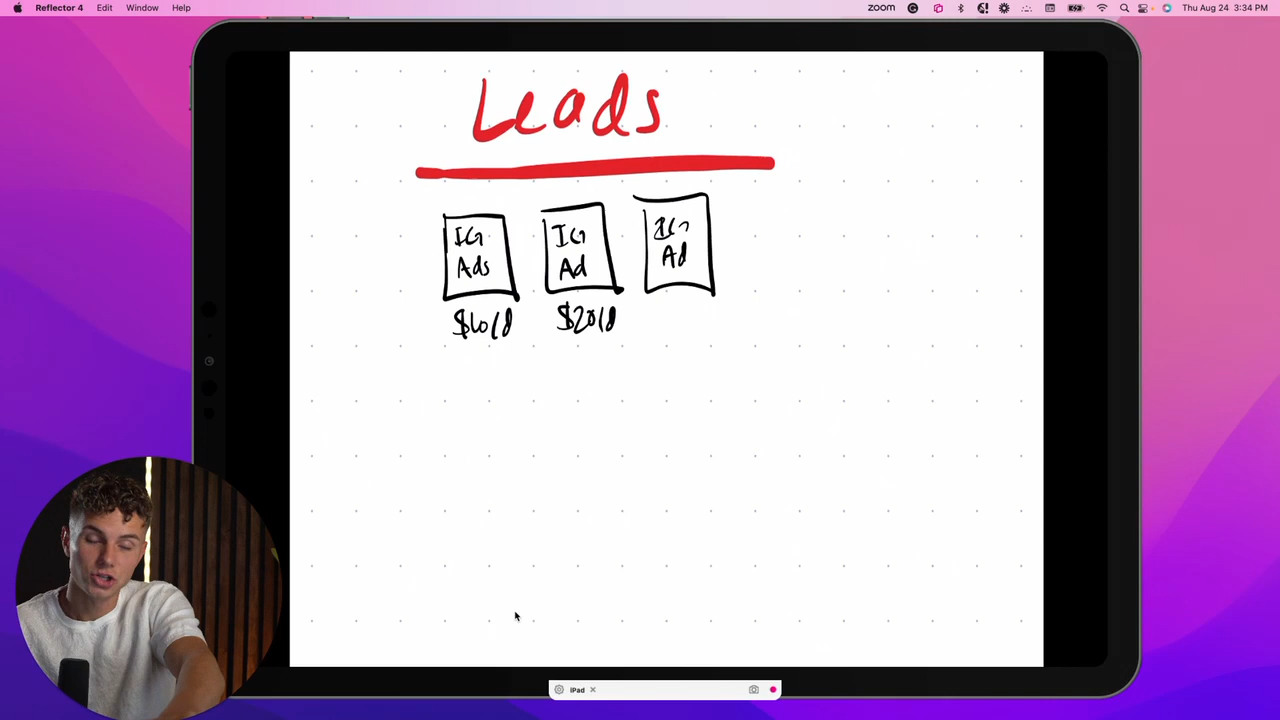 Reflector 4 Edit Window Help zoom Thu Aug 24 3:34 PM
Leads
IG IG IG
Ads Ad Ad
$20/d
iPad